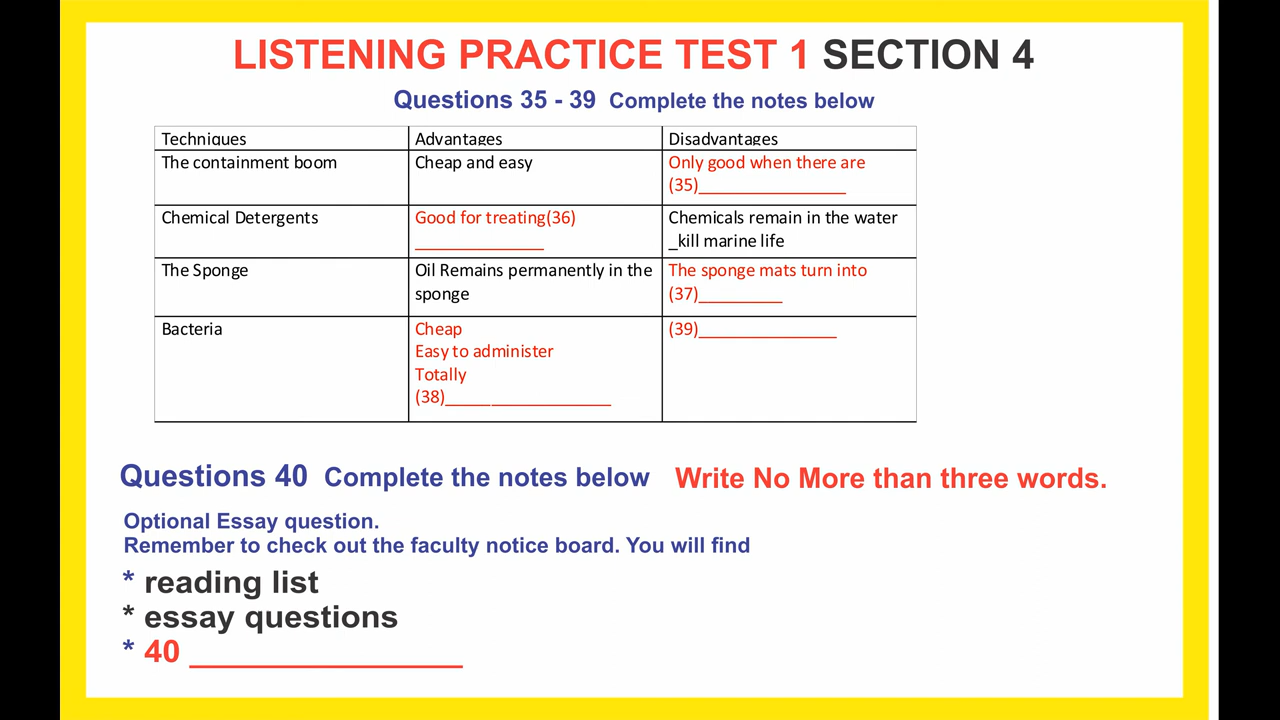 LISTENING PRACTICE TEST 1 SECTION 4
Questions 35 - 39 Complete the notes below
Techniques Advantages Disadvantages
The containment boom
Cheap and easy
Only good when there are
(35)________________
Chemical Detergents
Good for treating(36)
______________
Chemicals remain in the water
_kill marine life
The Sponge
Oil Remains permanently in the
sponge
The sponge mats turn into
(37)_________
Bacteria
Cheap
Easy to administer
Totally
(38)__________________
(39)_______________
Questions 40 Complete the notes below Write No More than three words.
Optional Essay question.
Remember to check out the faculty notice board. You will find
* reading list
* essay questions
* 40 ________________